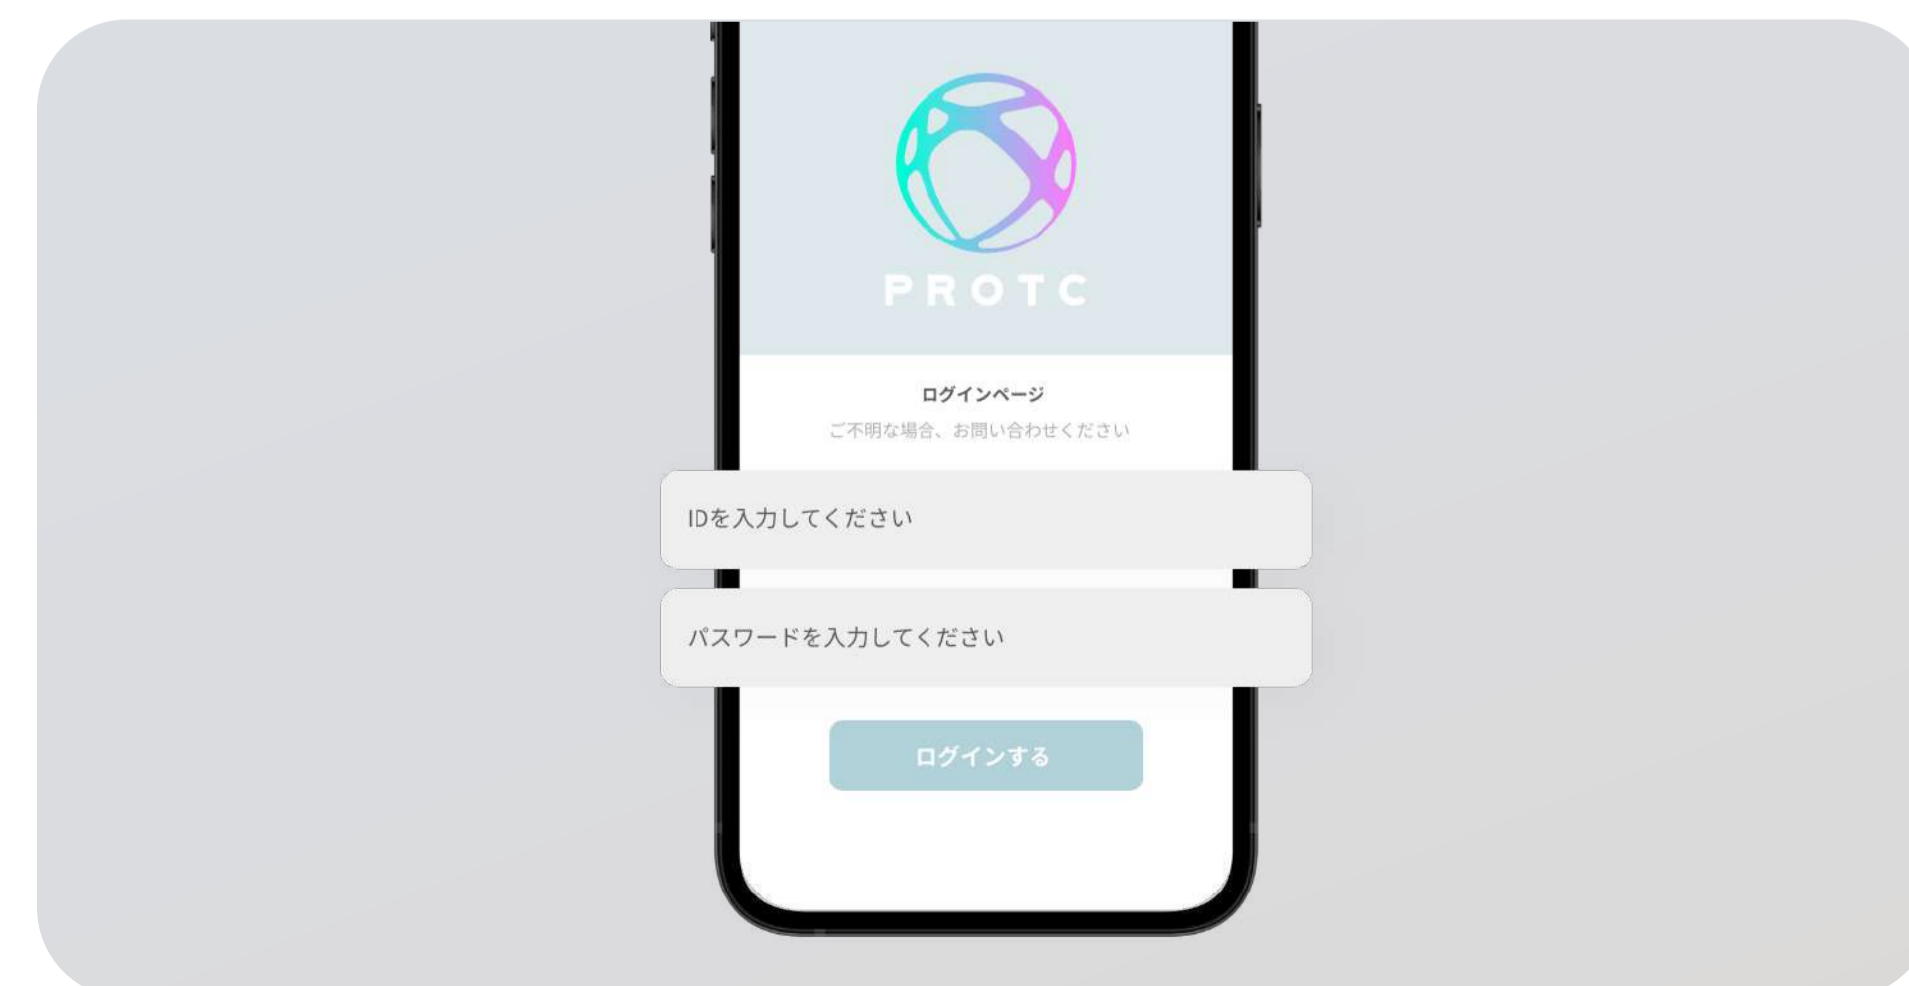 PROTC
ログインページ
ご不明な場合、お問い合わせください
IDを入力してください
パスワードを入力してください
ログインする